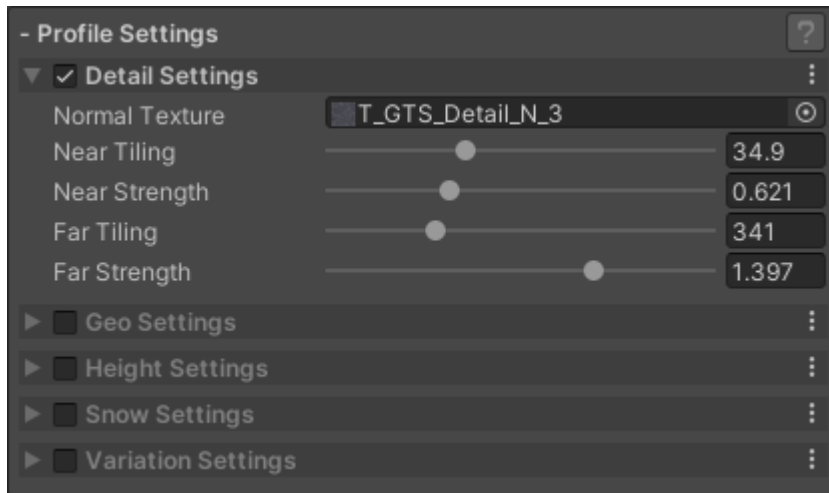 - Profile Settings ?
Detail Settings
Normal Texture T_GTS_Detail_N_3
Near Tiling 34.9
Near Strength 0.621
Far Tiling 341
Far Strength 1.397
Geo Settings
Height Settings
Snow Settings
Variation Settings